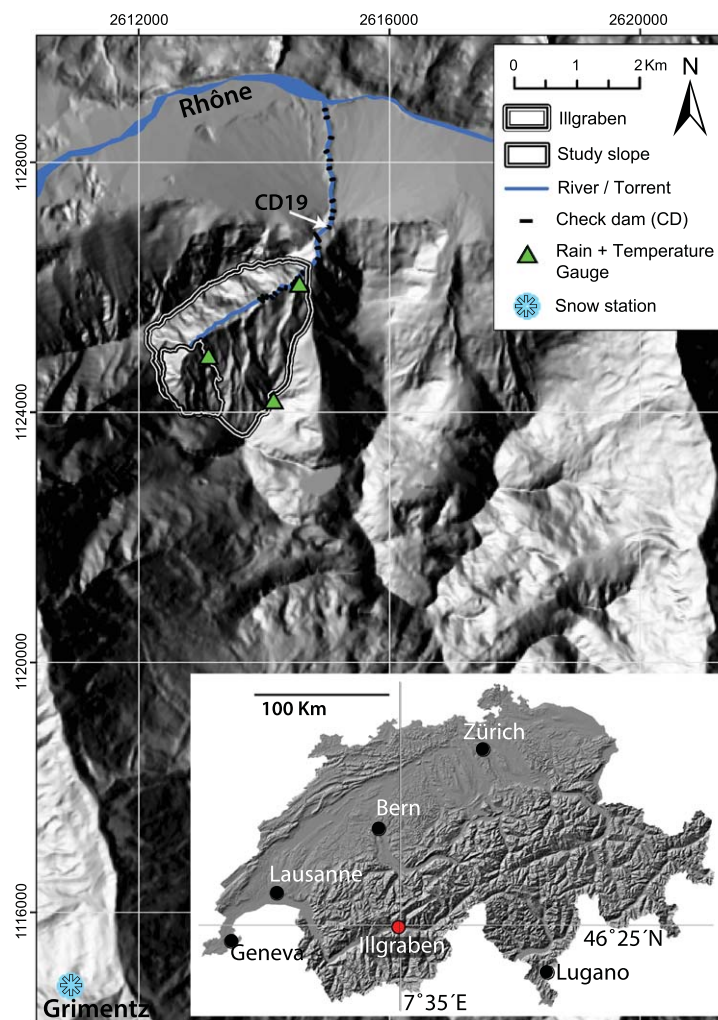 2612000
2616000
2620000
0 1 2 Km
N
Illgraben
Study slope
River / Torrent
Check dam (CD)
Rain + Temperature
Gauge
Snow station
Rhône
CD19
1128000
1124000
1120000
1116000
100 Km
Zürich
Bern
Lausanne
Geneva
Illgraben
46°25´N
7°35´E
Lugano
Grimentz